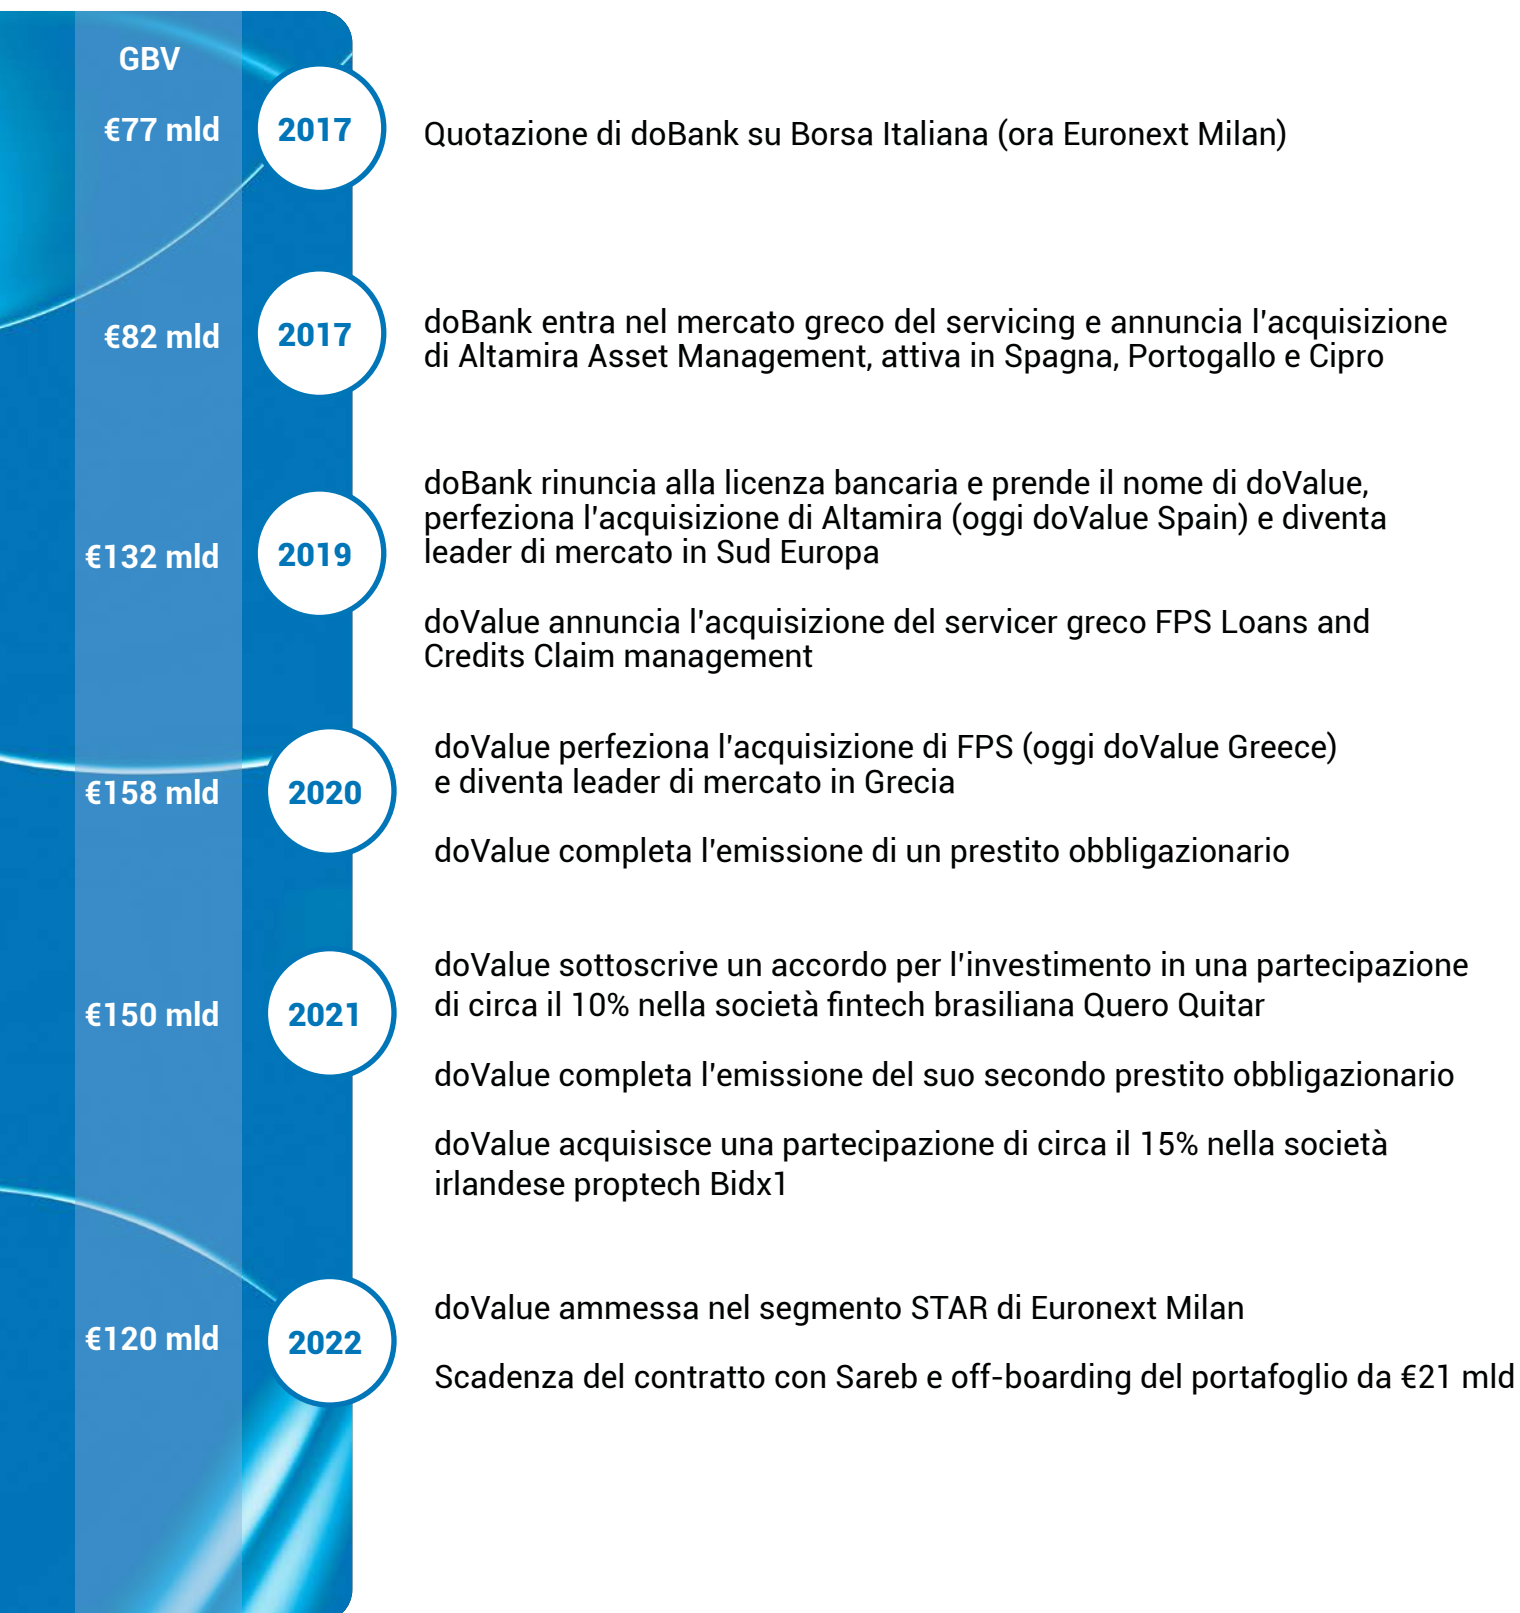 GBV
€77 mld
2017
Quotazione di doBank su Borsa Italiana (ora Euronext Milan)
€82 mld
2017
doBank entra nel mercato greco del servicing e annuncia l'acquisizione
di Altamira Asset Management, attiva in Spagna, Portogallo e Cipro
€132 mld
2019
doBank rinuncia alla licenza bancaria e prende il nome di doValue,
perfeziona l'acquisizione di Altamira (oggi doValue Spain) e diventa
leader di mercato in Sud Europa
doValue annuncia l'acquisizione del servicer greco FPS Loans and
Credits Claim management
€158 mld
2020
doValue perfeziona l'acquisizione di FPS (oggi doValue Greece)
e diventa leader di mercato in Grecia
doValue completa l'emissione di un prestito obbligazionario
€150 mld
2021
doValue sottoscrive un accordo per l'investimento in una partecipazione
di circa il 10% nella società fintech brasiliana Quero Quitar
doValue completa l'emissione del suo secondo prestito obbligazionario
doValue acquisisce una partecipazione di circa il 15% nella società
irlandese proptech Bidx1
€120 mld
2022
doValue ammessa nel segmento STAR di Euronext Milan
Scadenza del contratto con Sareb e off-boarding del portafoglio da €21 mld